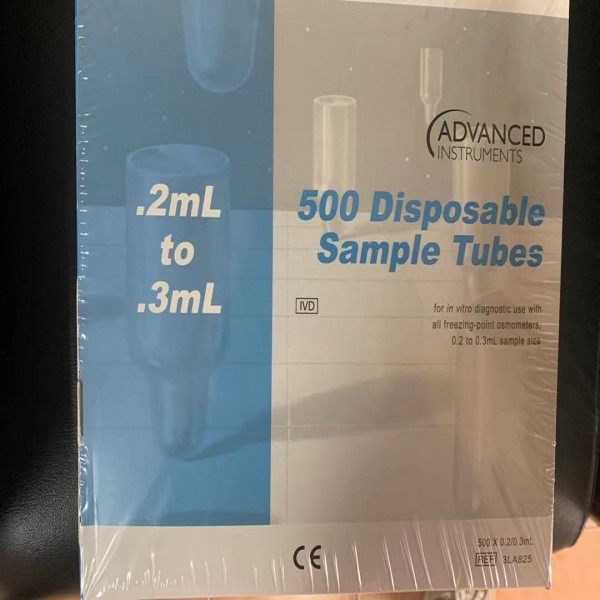 ADVANCED
INSTRUMENTS
.2mL
to
.3mL
500 Disposable
Sample Tubes
IVD
for in vitro diagnostic use with
all freezing-point osmometers,
0.2 to 0.3mL sample size
CE
500 X 0.2/0.3mL
REF 3LA825